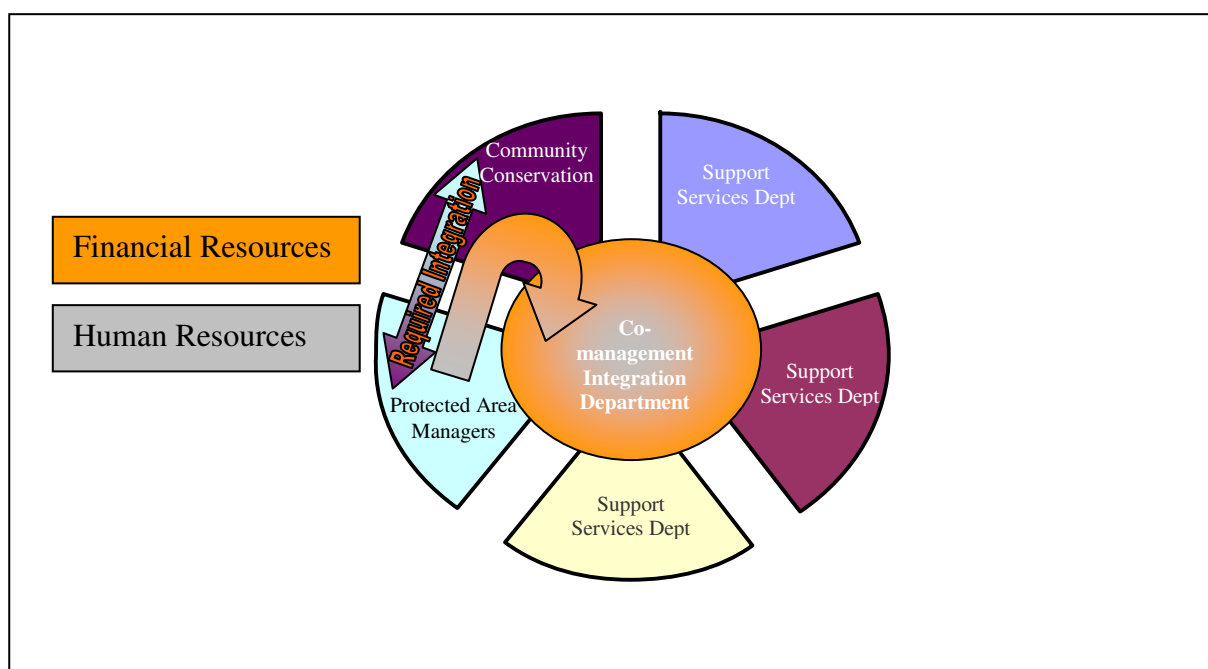 Community
Conservation
Support
Services Dept
Financial Resources
Human Resources
Required Integration
Co-
management
Integration
Department
Support
Services Dept
Protected Area
Managers
Support
Services Dept